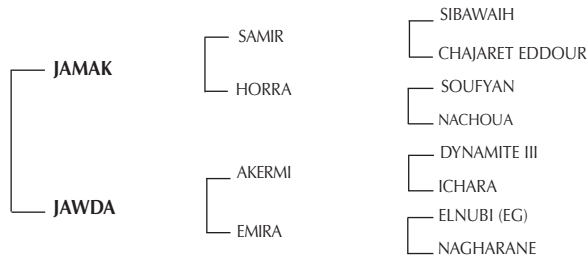 JAMAK
JAWDA
SAMIR
HORRA
AKERMI
EMIRA
SIBAWAIH
CHAJARET EDDOUR
SOUFYAN
NACHOUA
DYNAMITE III
ICHARA
ELNUBI (EG)
NAGHARANE